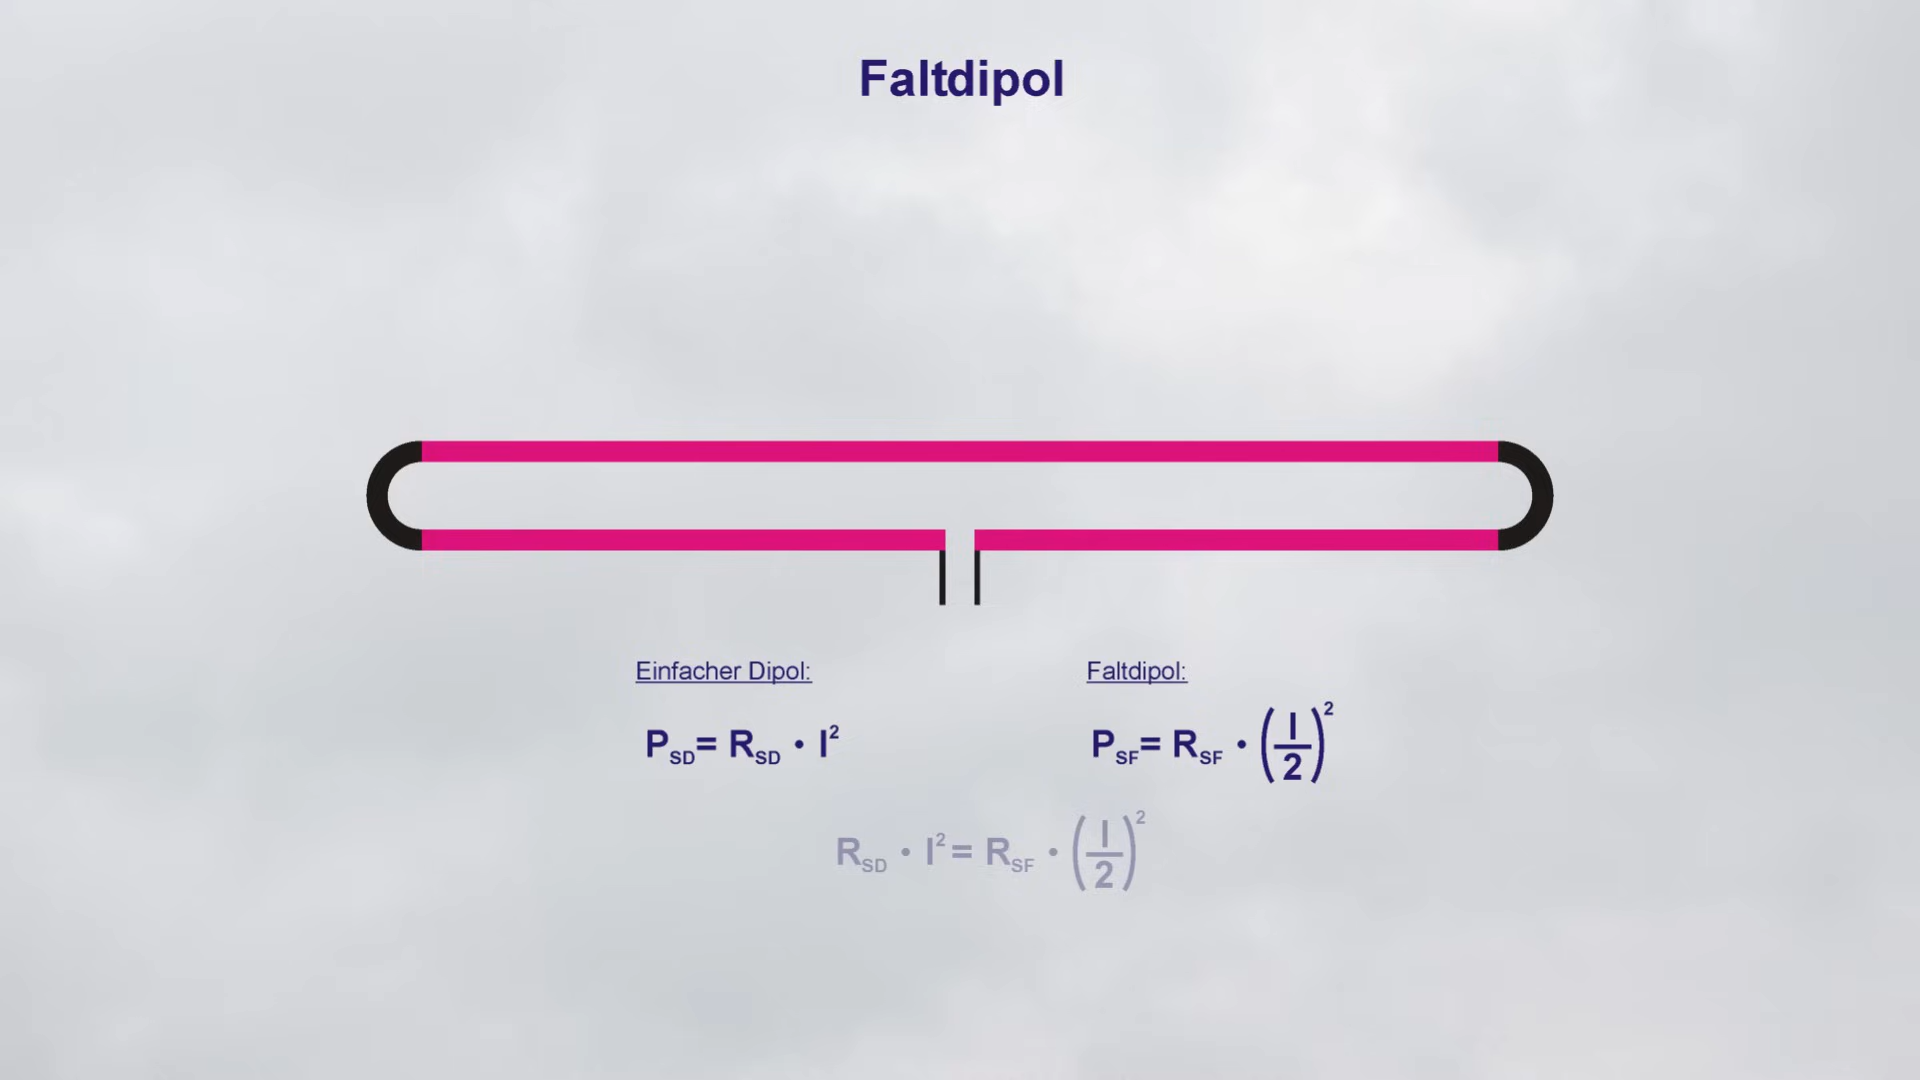 Faltdipol
Einfacher Dipol:
Faltdipol:
P_SD = R_SD · I²
P_SF = R_SF · (I/2)²
R_SD · I² = R_SF · (I/2)²